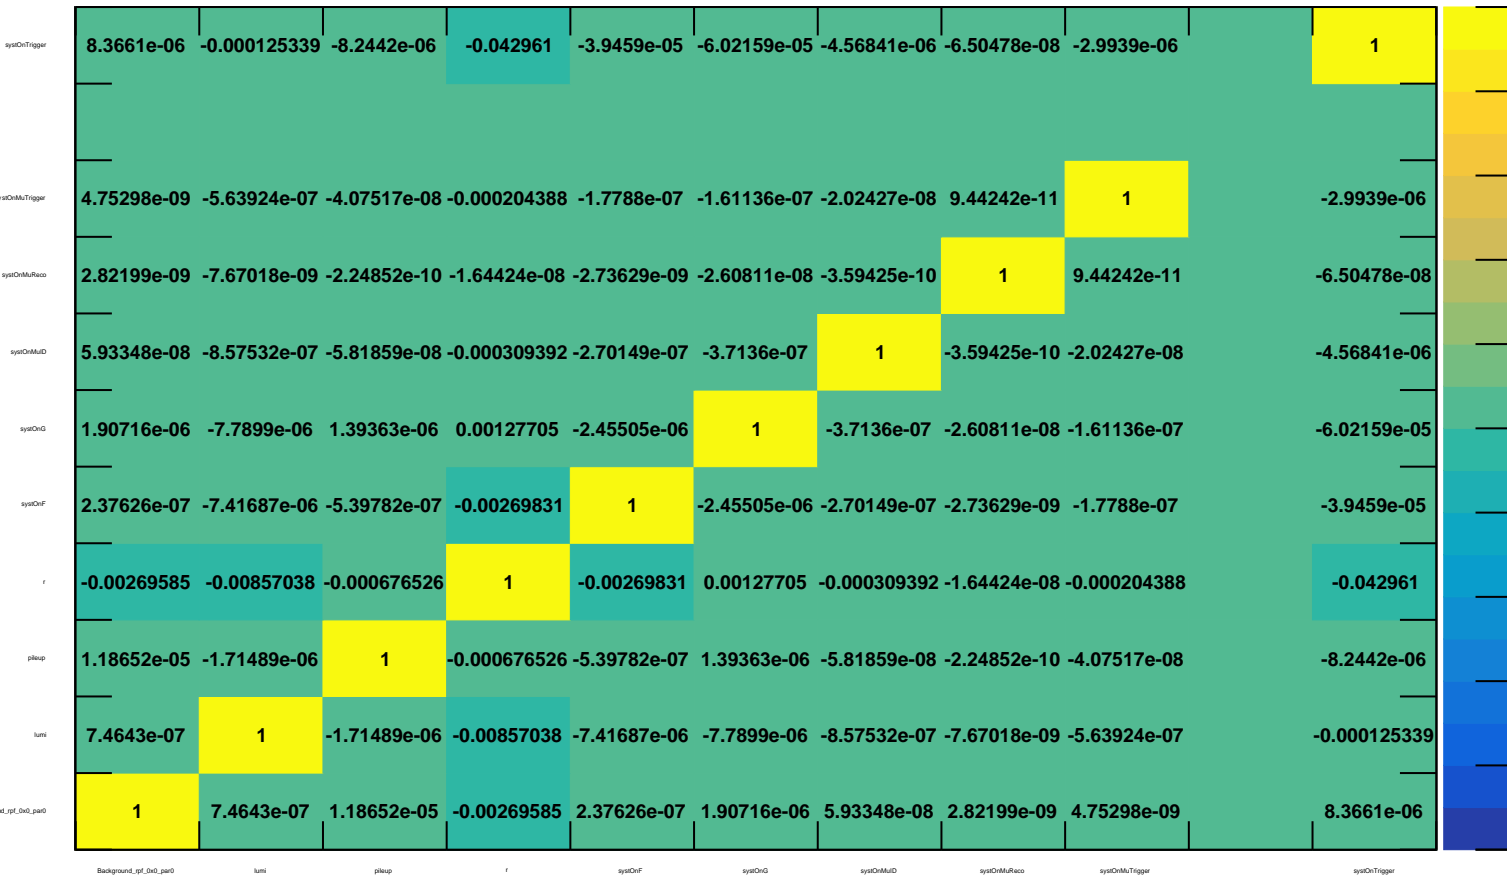 systOnTrigger 8.3661e-06 -0.000125339 -8.2442e-06 -0.042961 -3.9459e-05 -6.02159e-05 -4.56841e-06 -6.50478e-08 -2.9939e-06 1
stOnMuTrigger 4.75298e-09 -5.63924e-07 -4.07517e-08 -0.000204388 -1.7788e-07 -1.61136e-07 -2.02427e-08 9.44242e-11 1 -2.9939e-06
systOnMuReco 2.82199e-09 -7.67018e-09 -2.24852e-10 -1.64424e-08 -2.73629e-09 -2.60811e-08 -3.59425e-10 1 9.44242e-11 -6.50478e-08
systOnMuID 5.93348e-08 -8.57532e-07 -5.81859e-08 -0.000309392 -2.70149e-07 -3.7136e-07 1 -3.59425e-10 -2.02427e-08 -4.56841e-06
systOnG 1.90716e-06 -7.7899e-06 1.39363e-06 0.00127705 -2.45505e-06 1 -3.7136e-07 -2.60811e-08 -1.61136e-07 -6.02159e-05
systOnF 2.37626e-07 -7.41687e-06 -5.39782e-07 -0.00269831 1 -2.45505e-06 -2.70149e-07 -2.73629e-09 -1.7788e-07 -3.9459e-05
r -0.00269585 -0.00857038 -0.000676526 1 -0.00269831 0.00127705 -0.000309392 -1.64424e-08 -0.000204388 -0.042961
pileup 1.18652e-05 -1.71489e-06 1 -0.000676526 -5.39782e-07 1.39363e-06 -5.81859e-08 -2.24852e-10 -4.07517e-08 -8.2442e-06
lumi 7.4643e-07 1 -1.71489e-06 -0.00857038 -7.41687e-06 -7.7899e-06 -8.57532e-07 -7.67018e-09 -5.63924e-07 -0.000125339
d_rpf_0x0_par0 1 7.4643e-07 1.18652e-05 -0.00269585 2.37626e-07 1.90716e-06 5.93348e-08 2.82199e-09 4.75298e-09 8.3661e-06
Background_rpf_0x0_par0 lumi pileup r systOnF systOnG systOnMuID systOnMuReco systOnMuTrigger systOnTrigger